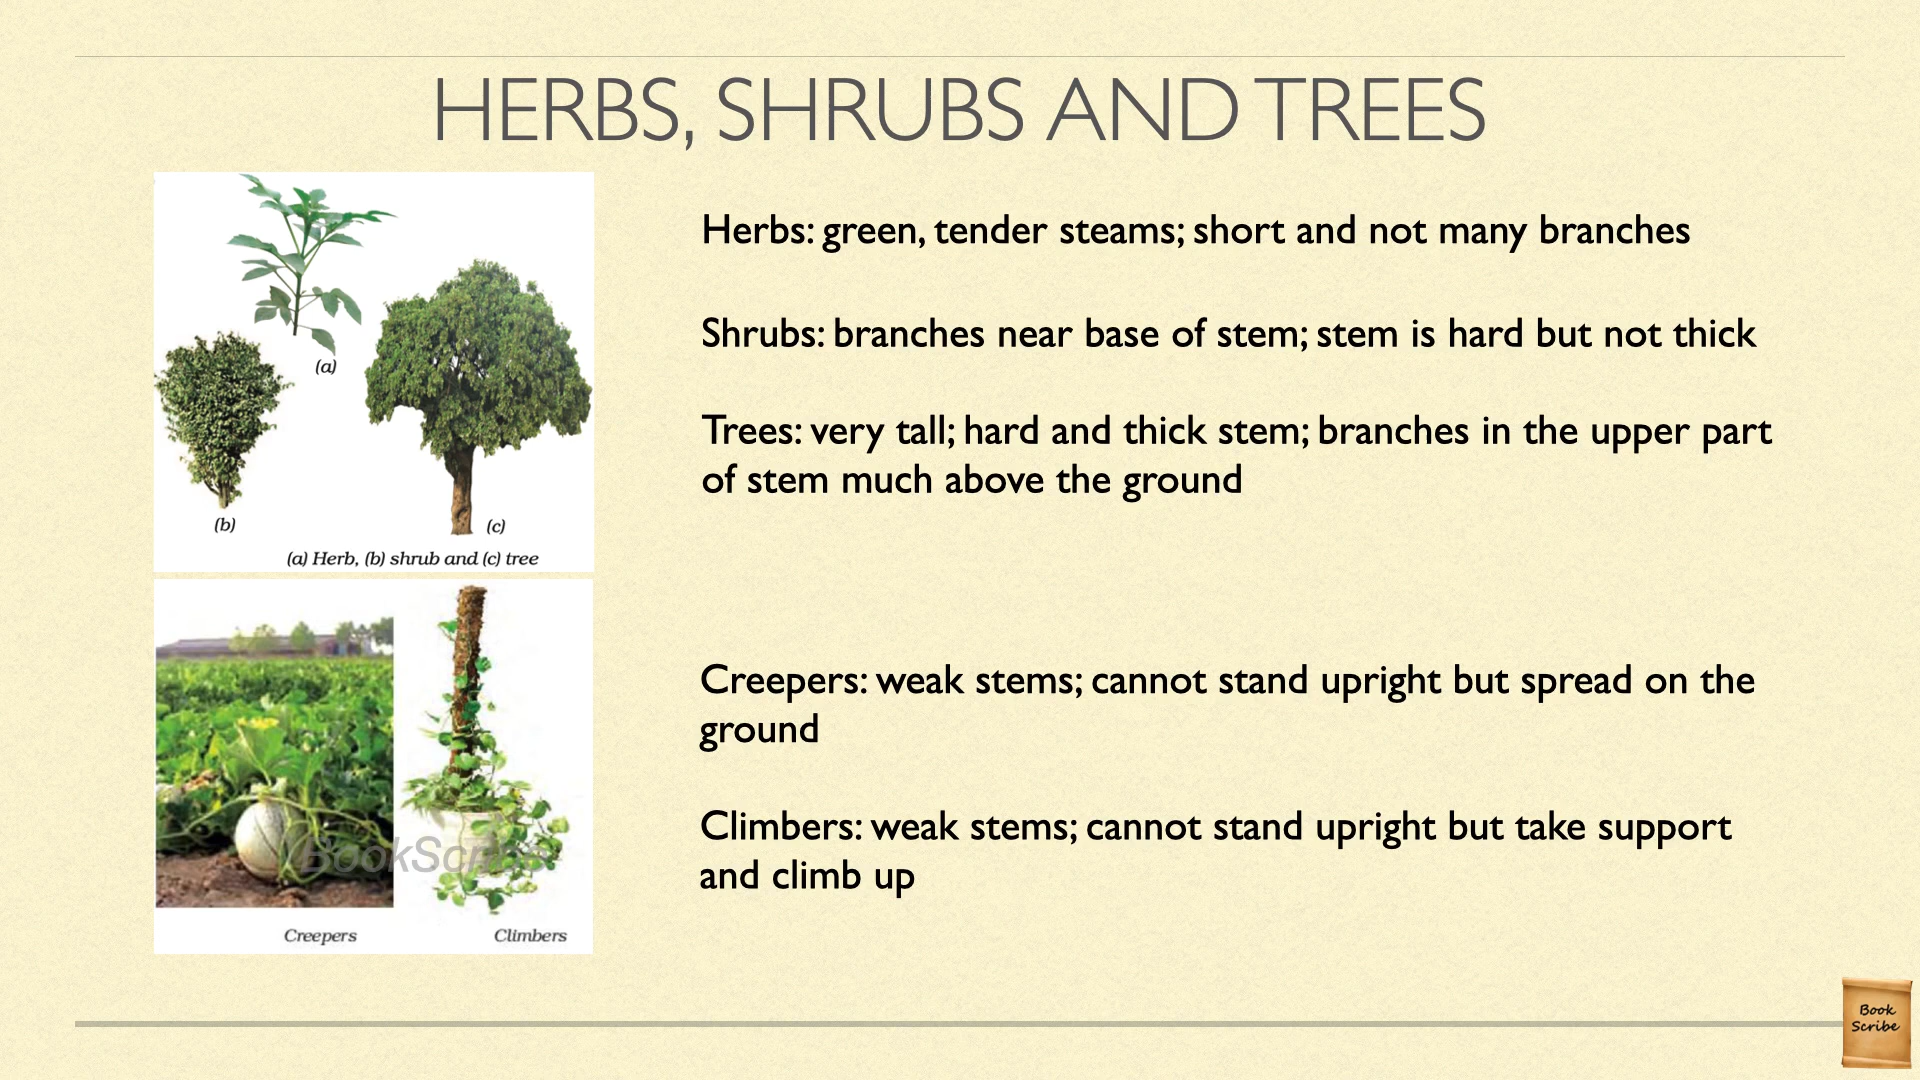 HERBS, SHRUBS AND TREES
(a)
(b)
(c)
(a) Herb, (b) shrub and (c) tree
Herbs: green, tender steams; short and not many branches
Shrubs: branches near base of stem; stem is hard but not thick
Trees: very tall; hard and thick stem; branches in the upper part
of stem much above the ground
BookScribe
Creepers
Climbers
Creepers: weak stems; cannot stand upright but spread on the
ground
Climbers: weak stems; cannot stand upright but take support
and climb up
Book
Scribe